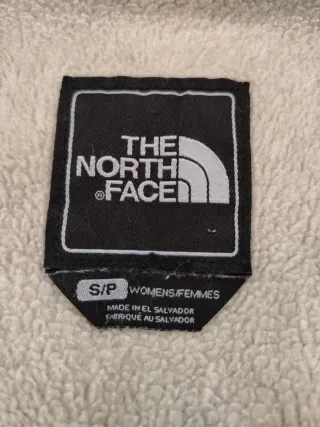 THE
NORTH
®FACE
S/P WOMENS/FEMMES
MADE IN EL SALVADOR
FABRIQUÉ AU SALVADOR